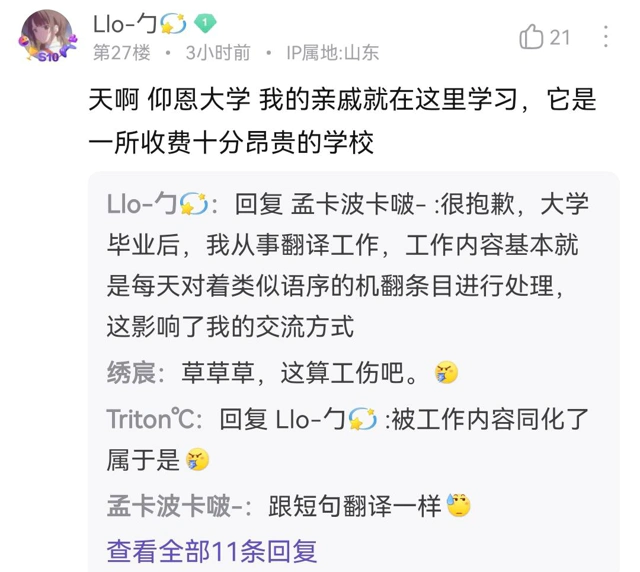 Llo-勹💫 1
S10
第27楼 • 3小时前 • IP属地:山东
21
天啊 仰恩大学 我的亲戚就在这里学习，它是
一所收费十分昂贵的学校
Llo-勹💫：回复 孟卡波卡啵- :很抱歉，大学
毕业后，我从事翻译工作，工作内容基本就
是每天对着类似语序的机翻条目进行处理，
这影响了我的交流方式
绣宸：草草草，这算工伤吧。
Triton℃：回复 Llo-勹💫 :被工作内容同化了
属于是
孟卡波卡啵-：跟短句翻译一样
查看全部11条回复